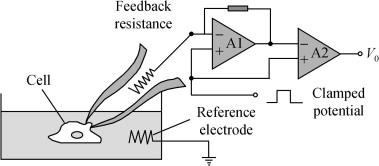 Feedback
resistance
− A1
+
− A2
+
V₀
Cell
Clamped
potential
Reference
electrode